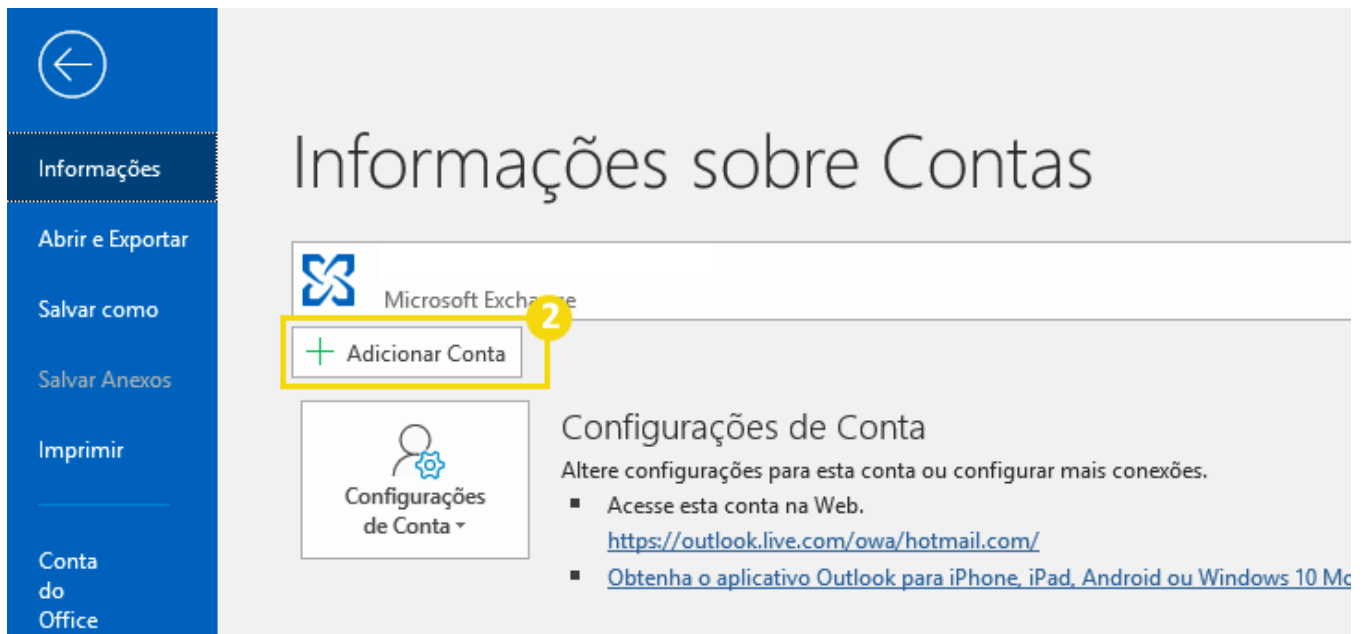 Informações
Abrir e Exportar
Salvar como
Salvar Anexos
Imprimir
Conta
do
Office
Informações sobre Contas
Microsoft Exchange
2
Adicionar Conta
Configurações
de Conta
Configurações de Conta
Altere configurações para esta conta ou configurar mais conexões.
Acesse esta conta na Web.
https://outlook.live.com/owa/hotmail.com/
Obtenha o aplicativo Outlook para iPhone, iPad, Android ou Windows 10 Mo